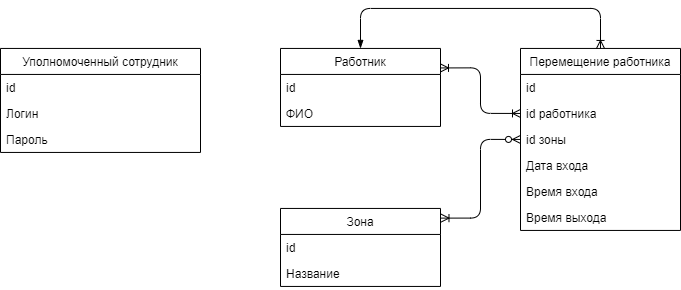 Уполномоченный сотрудник
id
Логин
Пароль
Работник
id
ФИО
Перемещение работника
id
id работника
id зоны
Дата входа
Время входа
Время выхода
Зона
id
Название